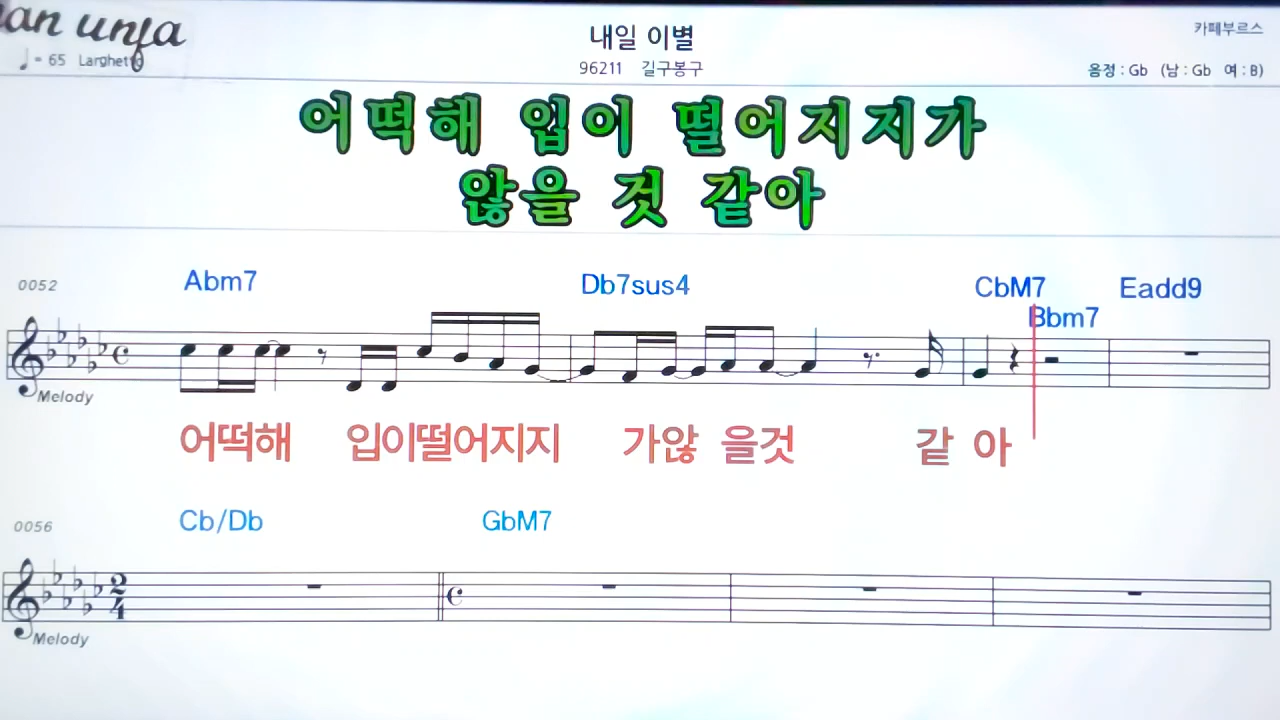 내일 이별
카페부르스
♩= 65 Larghetto
96211 길구봉구
음정 : Gb (남 : Gb 여 : B)
어떡해 입이 떨어지지가
않을 것 같아
0052 Abm7 Db7sus4 CbM7 Bbm7 Eadd9
Melody
어떡해 입이떨어지지 가않 을것 같 아
0056 Cb/Db GbM7
2/4
Melody